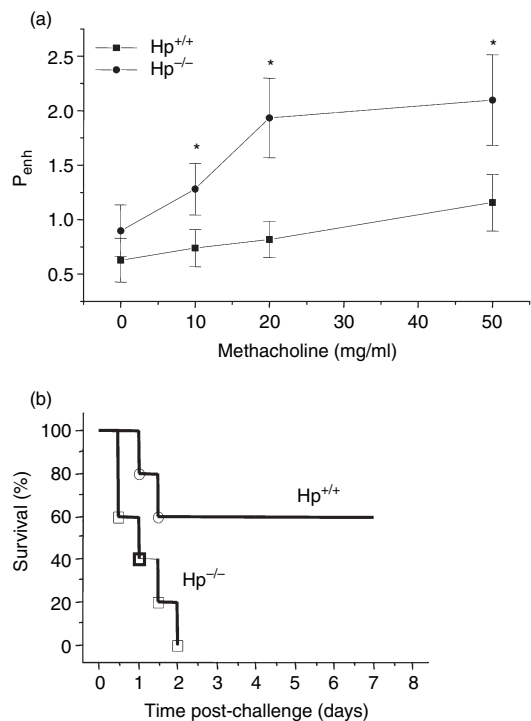 (a)
Hp+/+
Hp−/−
2.5
2.0
1.5
1.0
0.5
Penh
*
*
*
0 10 20 30 40 50
Methacholine (mg/ml)
(b)
100
80
60
40
20
0
Survival (%)
Hp+/+
Hp−/−
0 1 2 3 4 5 6 7 8
Time post-challenge (days)